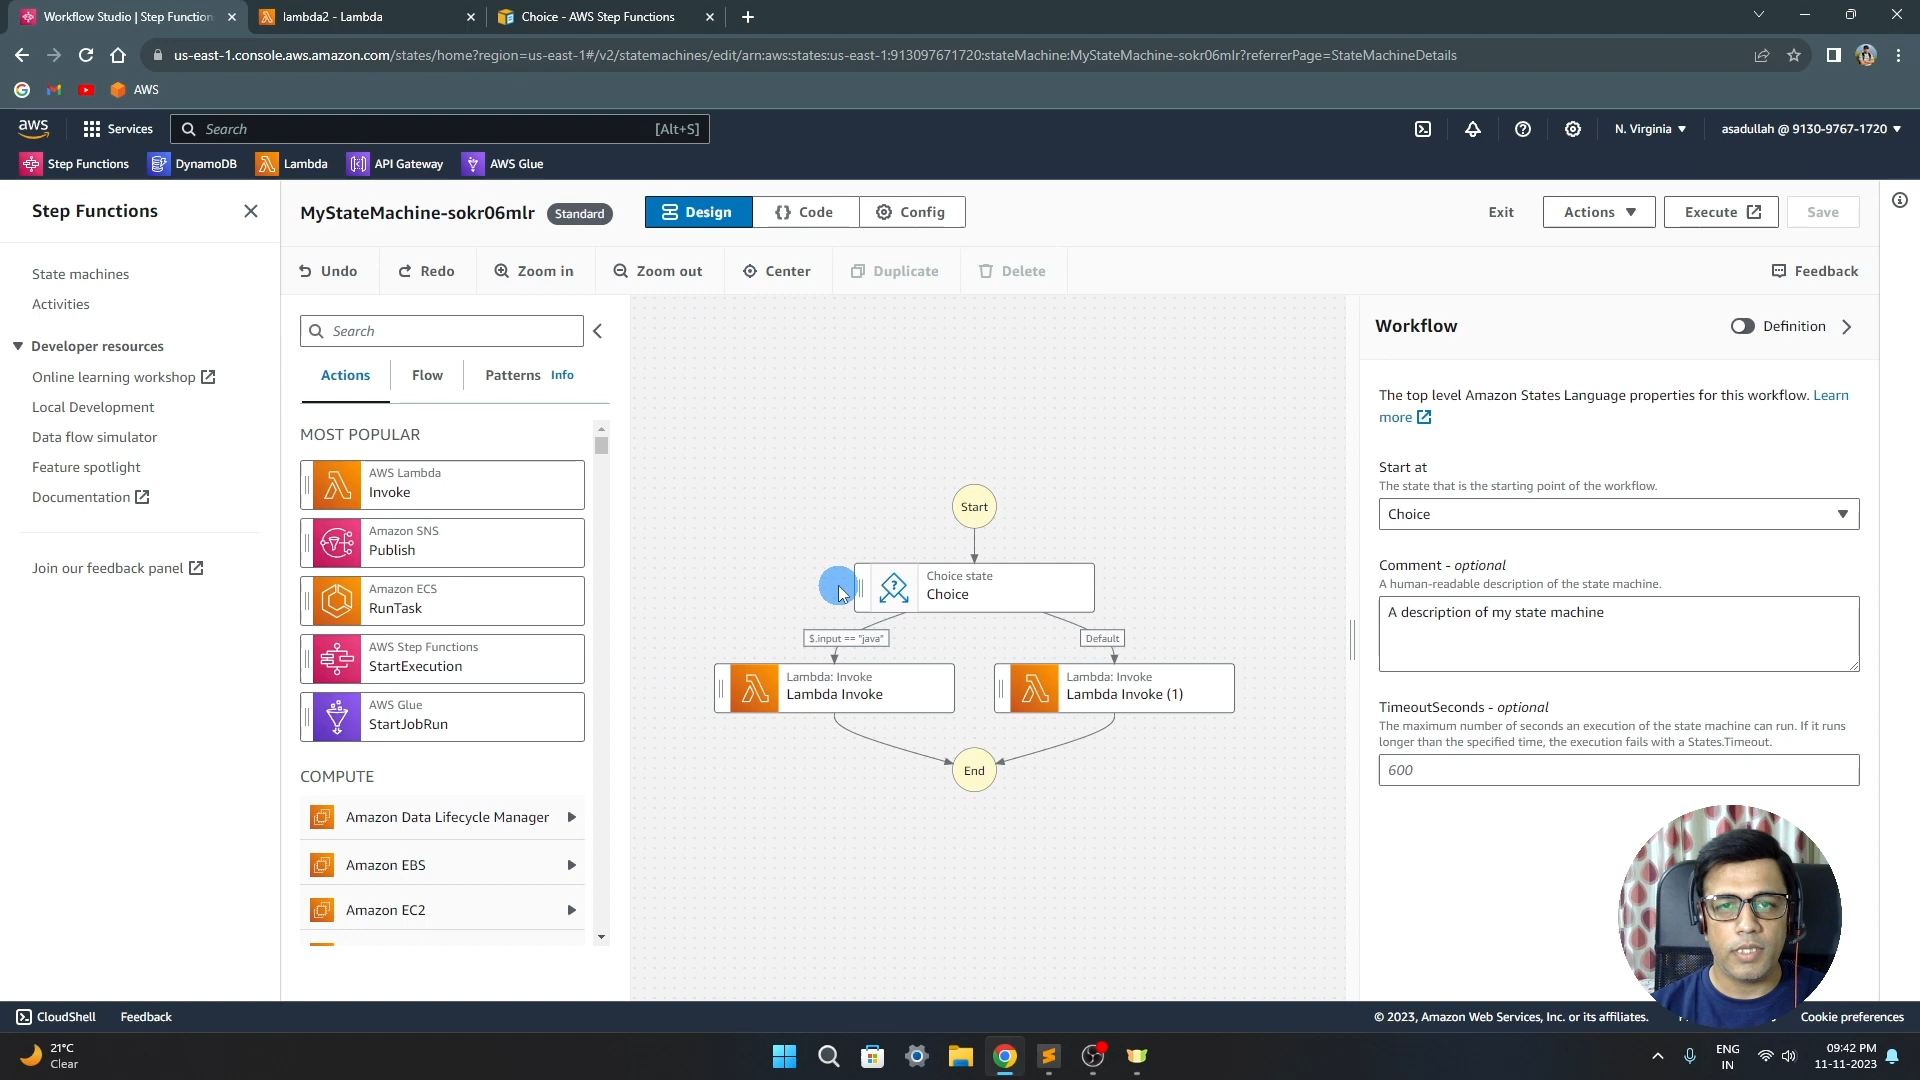 Workflow Studio | Step Function
lambda2 - Lambda
Choice - AWS Step Functions
us-east-1.console.aws.amazon.com/states/home?region=us-east-1#/v2/statemachines/edit/arn:aws:states:us-east-1:913097671720:stateMachine:MyStateMachine-sokr06mlr?referrerPage=StateMachineDetails
AWS
aws
Services
Search
[Alt+S]
N. Virginia
asadullah @ 9130-9767-1720
Step Functions
DynamoDB
Lambda
API Gateway
AWS Glue
Step Functions
State machines
Activities
Developer resources
Online learning workshop
Local Development
Data flow simulator
Feature spotlight
Documentation
Join our feedback panel
MyStateMachine-sokr06mlr
Standard
Design
{} Code
Config
Exit
Actions
Execute
Save
Undo
Redo
Zoom in
Zoom out
Center
Duplicate
Delete
Feedback
Search
Actions
Flow
Patterns
Info
MOST POPULAR
AWS Lambda
Invoke
Amazon SNS
Publish
Amazon ECS
RunTask
AWS Step Functions
StartExecution
AWS Glue
StartJobRun
COMPUTE
Amazon Data Lifecycle Manager
Amazon EBS
Amazon EC2
Start
Choice state
Choice
$.input == "java"
Default
Lambda: Invoke
Lambda Invoke
Lambda: Invoke
Lambda Invoke (1)
End
Workflow
Definition
The top level Amazon States Language properties for this workflow. Learn
more
Start at
The state that is the starting point of the workflow.
Choice
Comment - optional
A human-readable description of the state machine.
A description of my state machine
TimeoutSeconds - optional
The maximum number of seconds an execution of the state machine can run. If it runs
longer than the specified time, the execution fails with a States.Timeout.
600
CloudShell
Feedback
© 2023, Amazon Web Services, Inc. or its affiliates.
Cookie preferences
21°C
Clear
ENG
IN
09:42 PM
11-11-2023